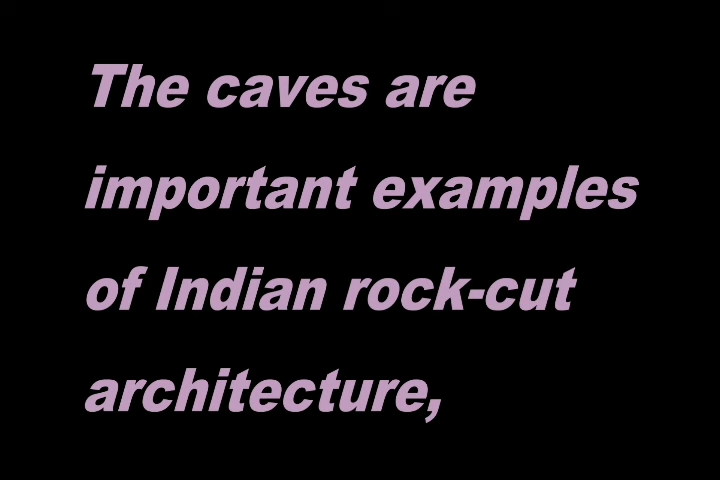 The caves are
important examples
of Indian rock-cut
architecture,